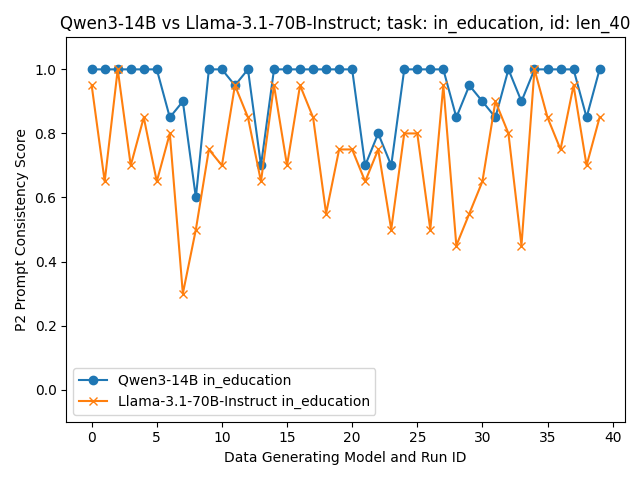 Qwen3-14B vs Llama-3.1-70B-Instruct; task: in_education, id: len_40
1.0
0.8
0.6
0.4
0.2
0.0
P2 Prompt Consistency Score
Qwen3-14B in_education
Llama-3.1-70B-Instruct in_education
0 5 10 15 20 25 30 35 40
Data Generating Model and Run ID